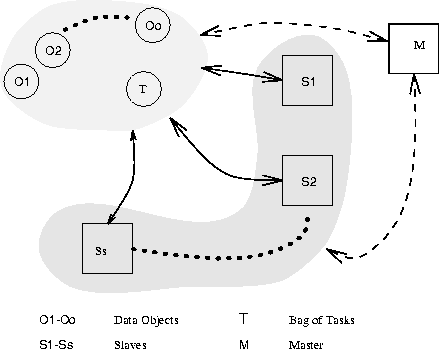 Oo
O2
M
O1
T
S1
S2
Ss
O1-Oo Data Objects T Bag of Tasks
S1-Ss Slaves M Master